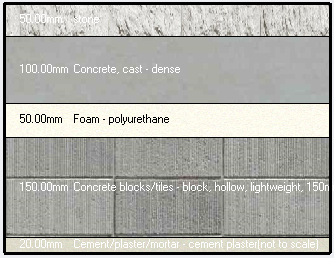 50.00mm stone
100.00mm Concrete, cast - dense
50.00mm Foam - polyurethane
150.00mm Concrete blocks/tiles - block, hollow, lightweight, 150m
20.00mm Cement/plaster/mortar - cement plaster(not to scale)